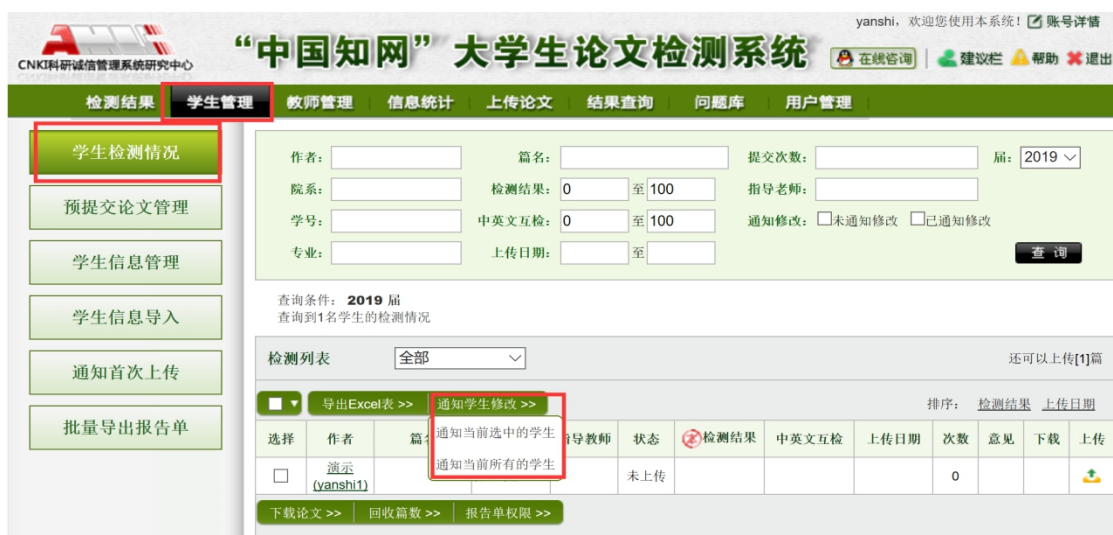 yanshi，欢迎您使用本系统！ 账号详情
CNKI科研诚信管理系统研究中心
“中国知网”大学生论文检测系统
在线咨询 建议栏 帮助 退出
检测结果 学生管理 教师管理 信息统计 上传论文 结果查询 问题库 用户管理
学生检测情况
预提交论文管理
学生信息管理
学生信息导入
通知首次上传
批量导出报告单
作者： 篇名： 提交次数： 届： 2019
院系： 检测结果： 0 至 100 指导老师：
学号： 中英文互检： 0 至 100 通知修改： 未通知修改 已通知修改
专业： 上传日期： 至 查 询
查询条件： 2019 届
查询到1名学生的检测情况
检测列表 全部 还可以上传[1]篇
导出Excel表 >> 通知学生修改 >> 排序： 检测结果 上传日期
通知当前选中的学生
通知当前所有的学生
选择 作者 篇 指导教师 状态 检测结果 中英文互检 上传日期 次数 意见 下载 上传
演示
(yanshi1) 未上传 0
下载论文 >> 回收篇数 >> 报告单权限 >>